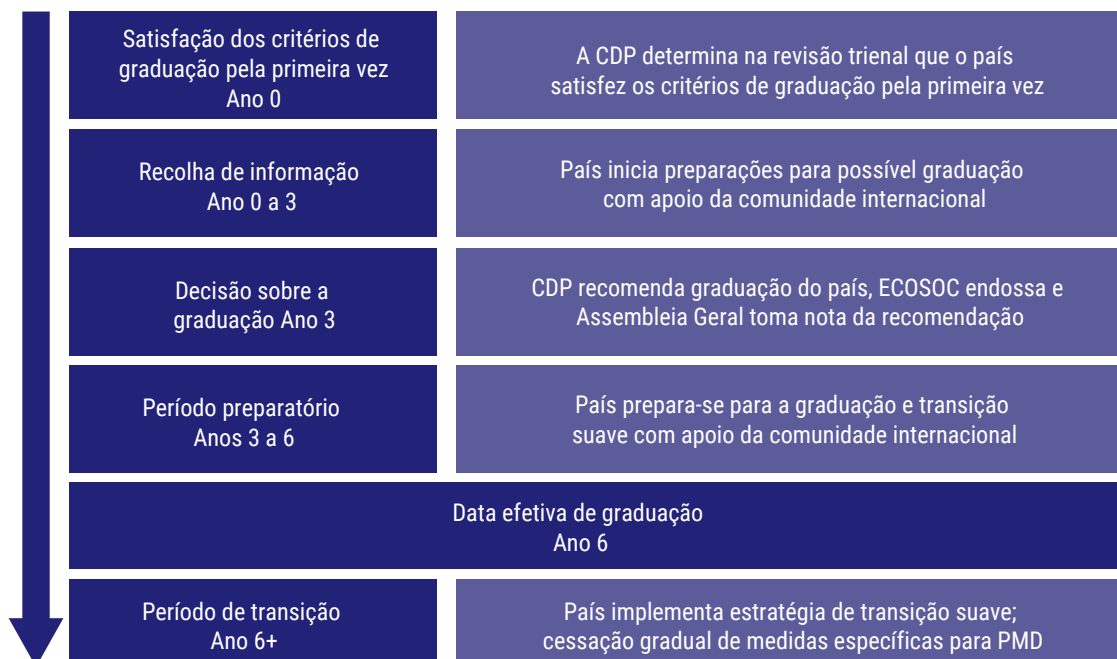 Satisfação dos critérios de
graduação pela primeira vez
Ano 0
A CDP determina na revisão trienal que o país
satisfez os critérios de graduação pela primeira vez
Recolha de informação
Ano 0 a 3
País inicia preparações para possível graduação
com apoio da comunidade internacional
Decisão sobre a
graduação Ano 3
CDP recomenda graduação do país, ECOSOC endossa e
Assembleia Geral toma nota da recomendação
Período preparatório
Anos 3 a 6
País prepara-se para a graduação e transição
suave com apoio da comunidade internacional
Data efetiva de graduação
Ano 6
Período de transição
Ano 6+
País implementa estratégia de transição suave;
cessação gradual de medidas específicas para PMD